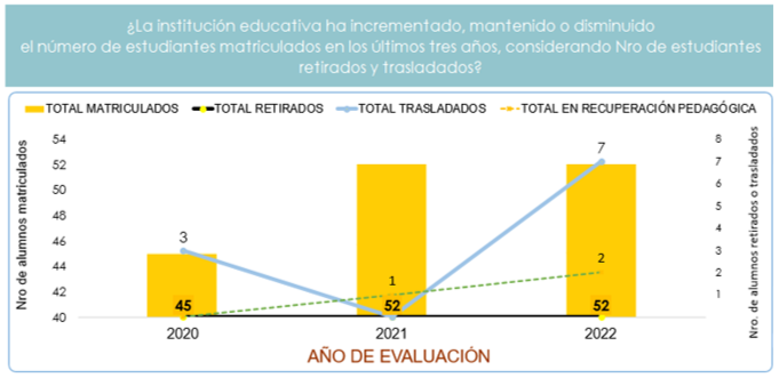 ¿La institución educativa ha incrementado, mantenido o disminuido
el número de estudiantes matriculados en los últimos tres años, considerando Nro de estudiantes
retirados y trasladados?
TOTAL MATRICULADOS TOTAL RETIRADOS TOTAL TRASLADADOS TOTAL EN RECUPERACIÓN PEDAGÓGICA
Nro de alumnos matriculados
54
52
50
48
46
44
42
40
3
7
1
2
45
52
52
8
7
6
5
4
3
2
1
Nro. de alumnos retirados o trasladados
2020 2021 2022
AÑO DE EVALUACIÓN